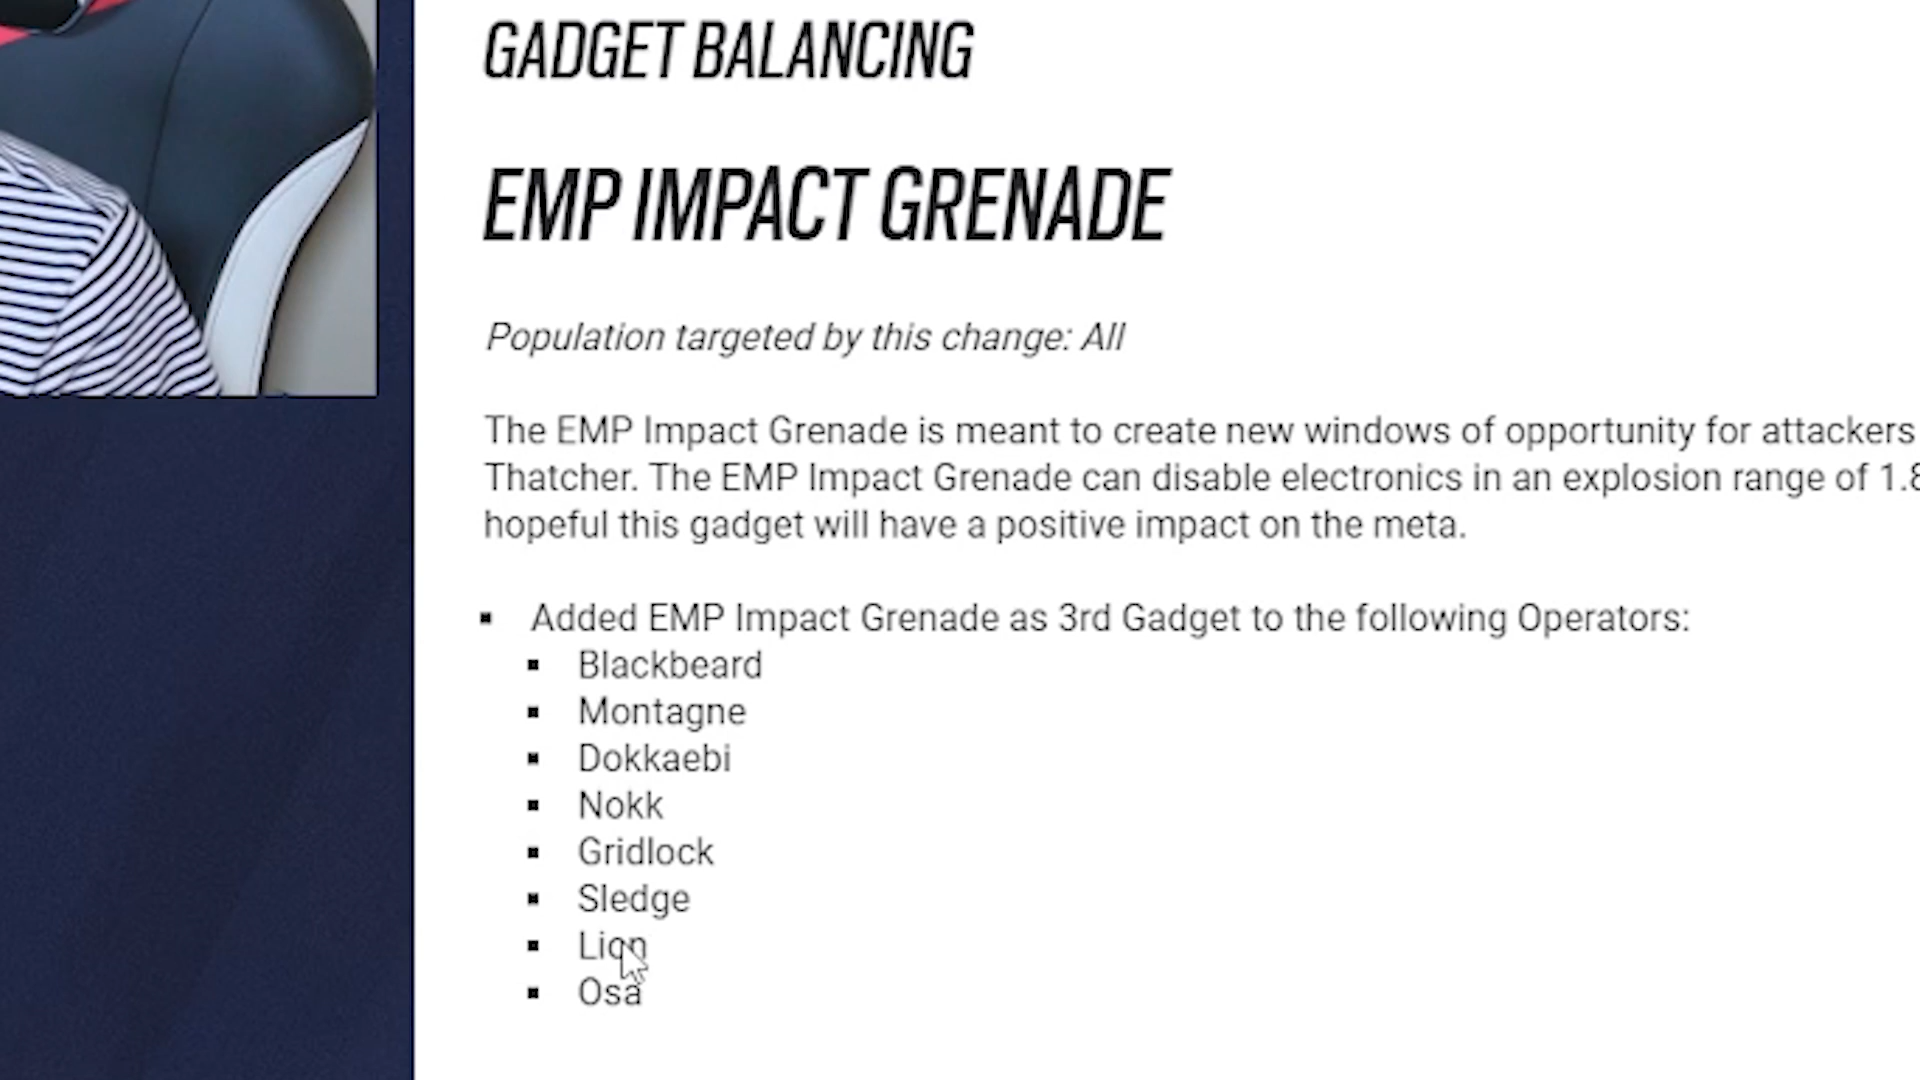 GADGET BALANCING
EMP IMPACT GRENADE
Population targeted by this change: All
The EMP Impact Grenade is meant to create new windows of opportunity for attackers
Thatcher. The EMP Impact Grenade can disable electronics in an explosion range of 1.8
hopeful this gadget will have a positive impact on the meta.
Added EMP Impact Grenade as 3rd Gadget to the following Operators:
Blackbeard
Montagne
Dokkaebi
Nokk
Gridlock
Sledge
Lion
Osa